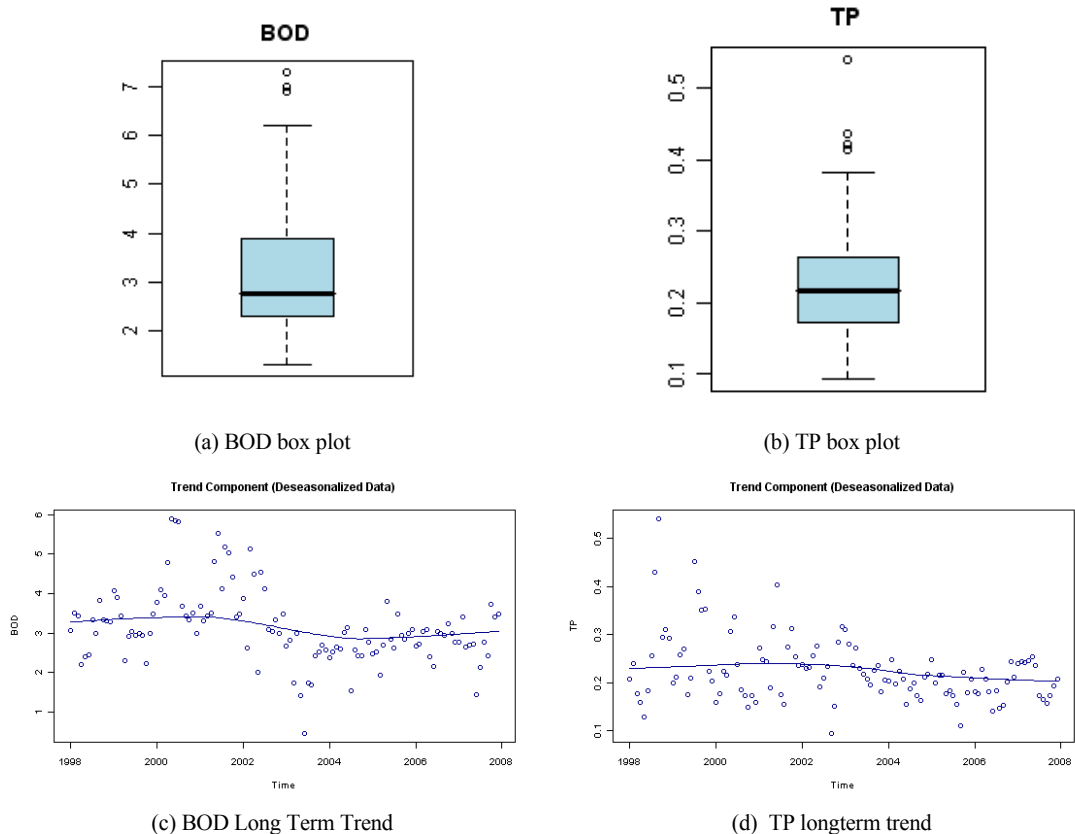 BOD
TP
7
6
5
4
3
2
0.5
0.4
0.3
0.2
0.1
(a) BOD box plot
(b) TP box plot
Trend Component (Deseasonalized Data)
Trend Component (Deseasonalized Data)
BOD
6
5
4
3
2
1
1998 2000 2002 2004 2006 2008
Time
TP
0.5
0.4
0.3
0.2
0.1
1998 2000 2002 2004 2006 2008
Time
(c) BOD Long Term Trend
(d) TP longterm trend